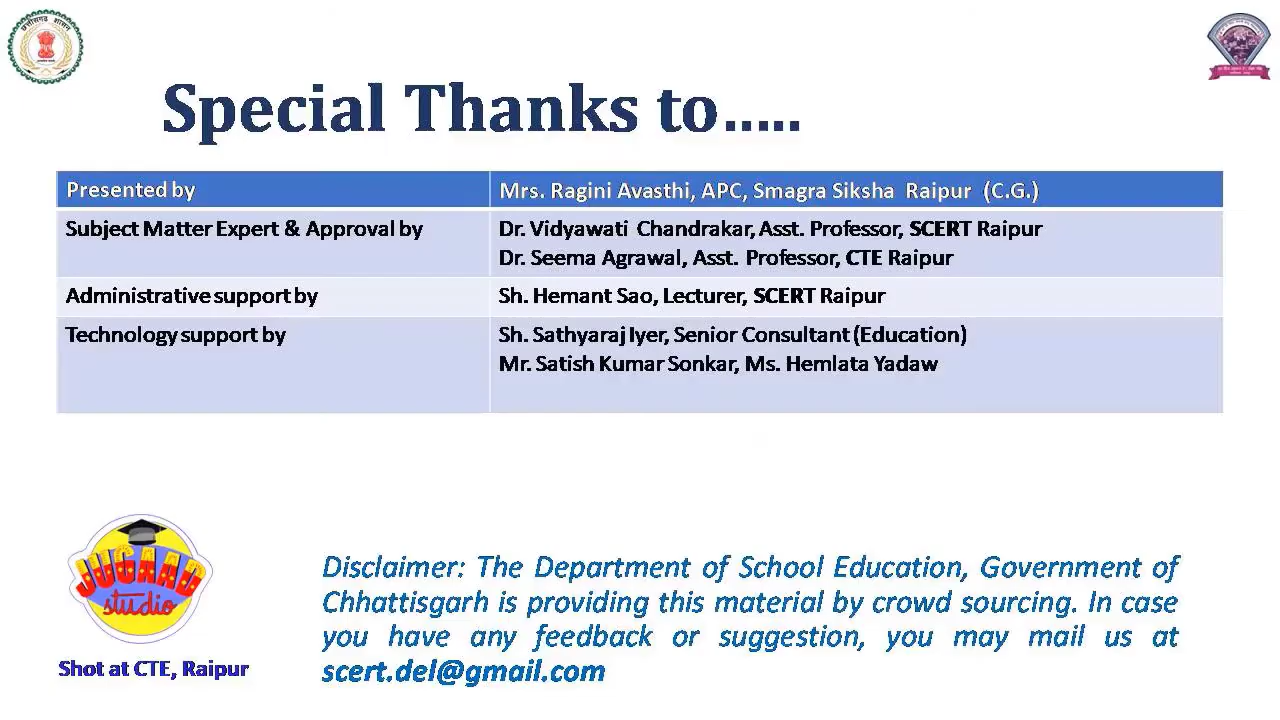 छत्तीसगढ़ शासन
Special Thanks to.....
Presented by
Mrs. Ragini Avasthi, APC, Smagra Siksha Raipur (C.G.)
Subject Matter Expert & Approval by
Dr. Vidyawati Chandrakar, Asst. Professor, SCERT Raipur
Dr. Seema Agrawal, Asst. Professor, CTE Raipur
Administrative support by
Sh. Hemant Sao, Lecturer, SCERT Raipur
Technology support by
Sh. Sathyaraj Iyer, Senior Consultant (Education)
Mr. Satish Kumar Sonkar, Ms. Hemlata Yadaw
JUGAAD
studio
Shot at CTE, Raipur
Disclaimer: The Department of School Education, Government of
Chhattisgarh is providing this material by crowd sourcing. In case
you have any feedback or suggestion, you may mail us at
scert.del@gmail.com